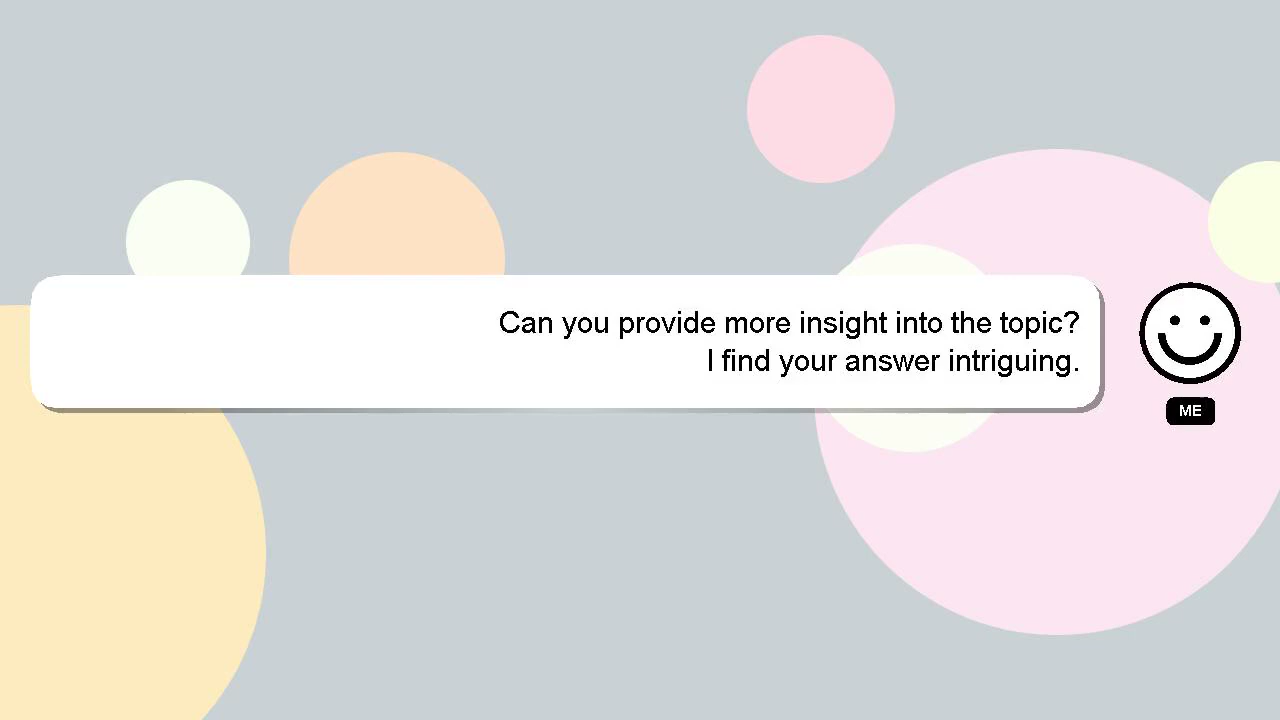 Can you provide more insight into the topic?
I find your answer intriguing.
ME